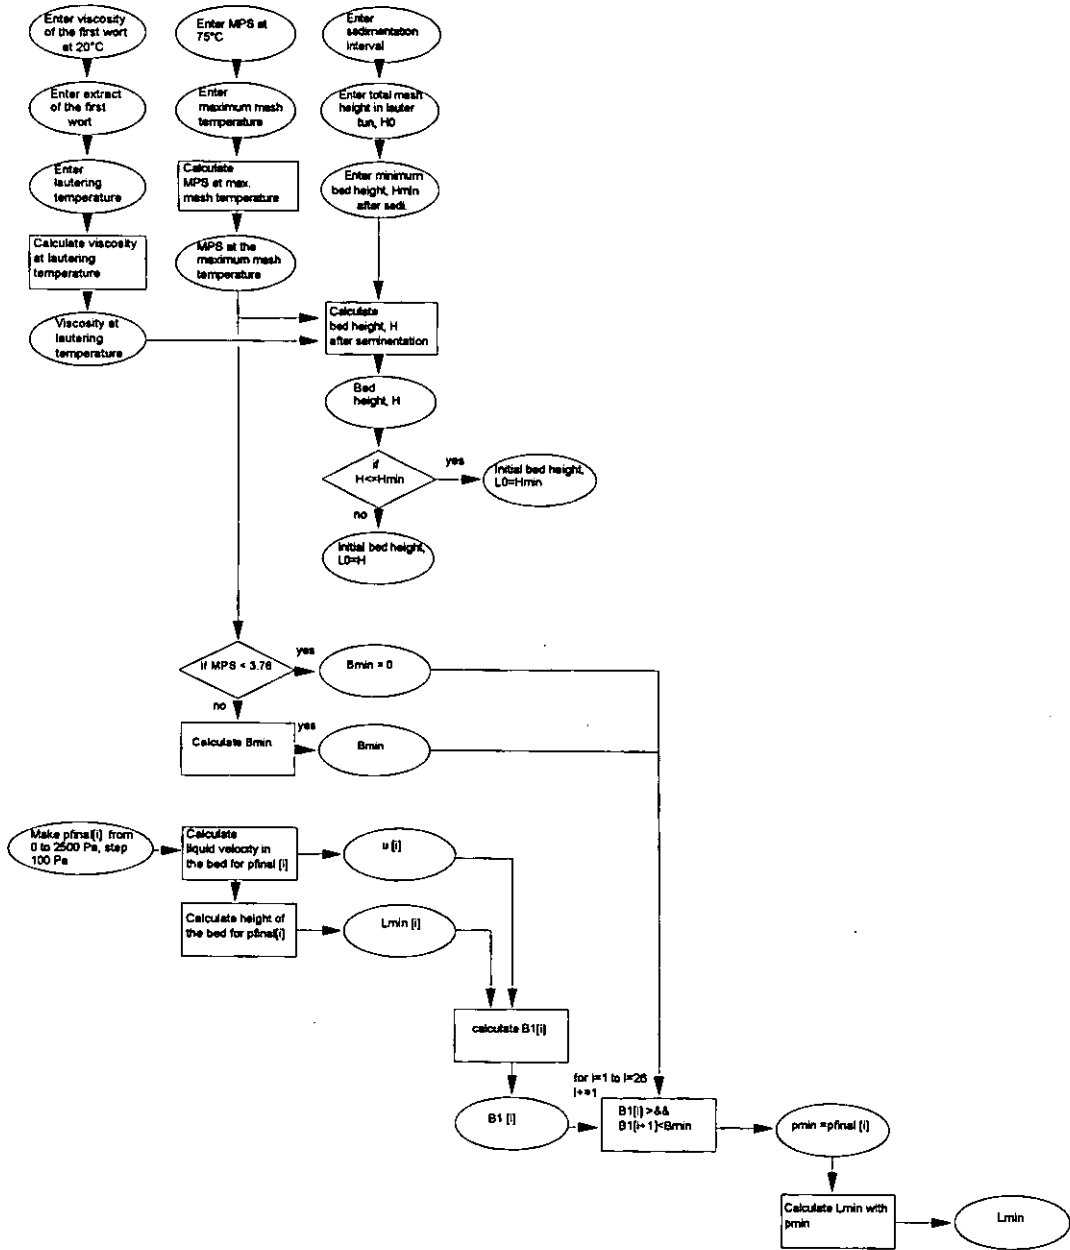 Enter viscosity
of the first wort
at 20°C
Enter MPS at
75°C
Enter
sedimentation
interval
Enter extract
of the first
wort
Enter
maximum mash
temperature
Enter total mash
height in lauter
tun, H0
Enter
lautering
temperature
Calculate
MPS at max.
mash temperature
Enter minimum
bed height, Hmin
after sedi.
Calculate viscosity
at lautering
temperature
MPS at the
maximum mash
temperature
Viscosity at
lautering
temperature
Calculate
bed height, H
after seminentation
Bed
height, H
if
H<=Hmin
yes
Initial bed height,
L0=Hmin
no
Initial bed height,
L0=H
if MPS < 3.76
yes
Bmin = 0
no
Calculate Bmin
yes
Bmin
Make pfinal[i] from
0 to 2500 Pa, step
100 Pa
Calculate
liquid velocity in
the bed for pfinal [i]
u [i]
Calculate height of
the bed for pfinal[i]
Lmin [i]
calculate B1[i]
B1 [i]
for i=1 to i=26
i+=1
B1[i] >&&
B1[i+1]<Bmin
pmin =pfinal [i]
Calculate Lmin with
pmin
Lmin